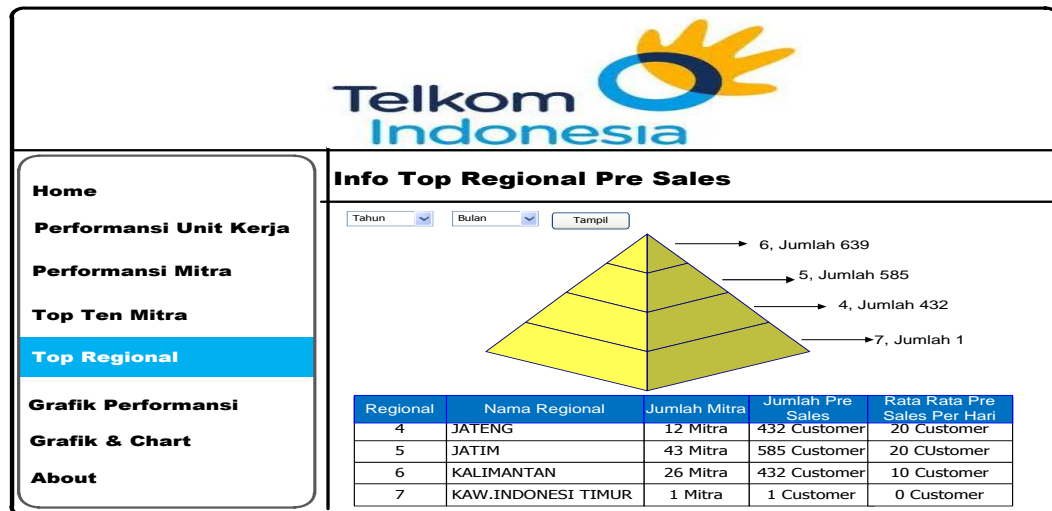 Telkom
Indonesia
Home
Performansi Unit Kerja
Performansi Mitra
Top Ten Mitra
Top Regional
Grafik Performansi
Grafik & Chart
About
Info Top Regional Pre Sales
Tahun Bulan Tampil
6, Jumlah 639
5, Jumlah 585
4, Jumlah 432
7, Jumlah 1
Regional Nama Regional Jumlah Mitra Jumlah Pre Sales Rata Rata Pre Sales Per Hari
4 JATENG 12 Mitra 432 Customer 20 Customer
5 JATIM 43 Mitra 585 Customer 20 CUstomer
6 KALIMANTAN 26 Mitra 432 Customer 10 Customer
7 KAW.INDONESI TIMUR 1 Mitra 1 Customer 0 Customer